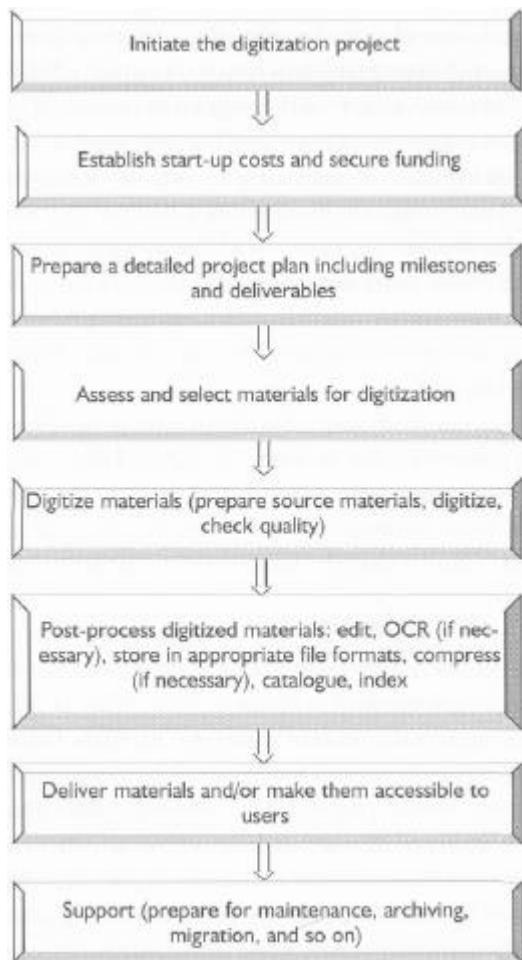 Initiate the digitization project
Establish start-up costs and secure funding
Prepare a detailed project plan including milestones
and deliverables
Assess and select materials for digitization
Digitize materials (prepare source materials, digitize,
check quality)
Post-process digitized materials: edit, OCR (if nec-
essary), store in appropriate file formats, compress
(if necessary), catalogue, index
Deliver materials and/or make them accessible to
users
Support (prepare for maintenance, archiving,
migration, and so on)